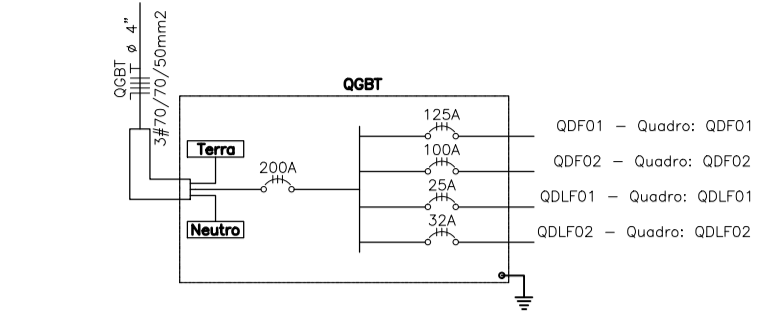 QGBT ø 4"
3#70/70/50mm2
QGBT
Terra
Neutro
200A
125A
QDF01 - Quadro: QDF01
100A
QDF02 - Quadro: QDF02
25A
QDLF01 - Quadro: QDLF01
32A
QDLF02 - Quadro: QDLF02